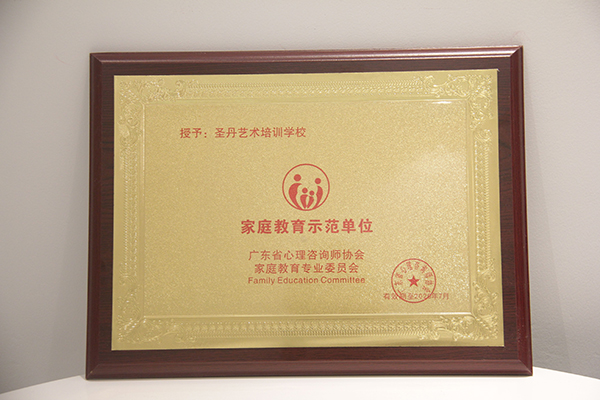 授予：圣丹艺术培训学校
家庭教育示范单位
广东省心理咨询师协会
家庭教育专业委员会
Family Education Committee